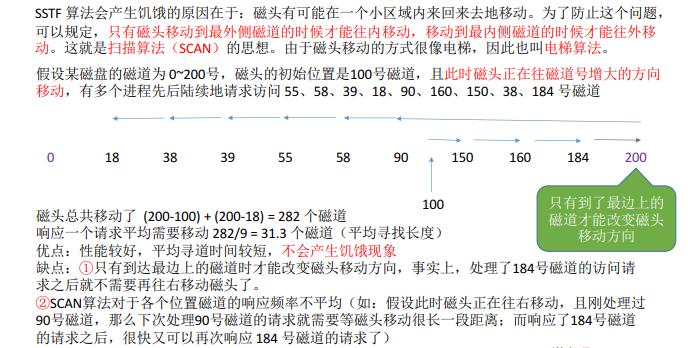 SSTF 算法会产生饥饿的原因在于：磁头有可能在一个小区域内来回来去地移动。为了防止这个问题，
可以规定，只有磁头移动到最外侧磁道的时候才能往内移动，移动到最内侧磁道的时候才能往外移
动。这就是扫描算法（SCAN）的思想。由于磁头移动的方式很像电梯，因此也叫电梯算法。
假设某磁盘的磁道为 0~200号，磁头的初始位置是100号磁道，且此时磁头正在往磁道号增大的方向
移动，有多个进程先后陆续地请求访问 55、58、39、18、90、160、150、38、184 号磁道
0 18 38 39 55 58 90 150 160 184 200
100
只有到了最边上的
磁道才能改变磁头
移动方向
磁头总共移动了 (200-100) + (200-18) = 282 个磁道
响应一个请求平均需要移动 282/9 = 31.3 个磁道（平均寻找长度）
优点：性能较好，平均寻道时间较短，不会产生饥饿现象
缺点：①只有到达最边上的磁道时才能改变磁头移动方向，事实上，处理了184号磁道的访问请
求之后就不需要再往右移动磁头了。
②SCAN算法对于各个位置磁道的响应频率不平均（如：假设此时磁头正在往右移动，且刚处理过
90号磁道，那么下次处理90号磁道的请求就需要等磁头移动很长一段距离；而响应了184号磁道
的请求之后，很快又可以再次响应 184 号磁道的请求了）